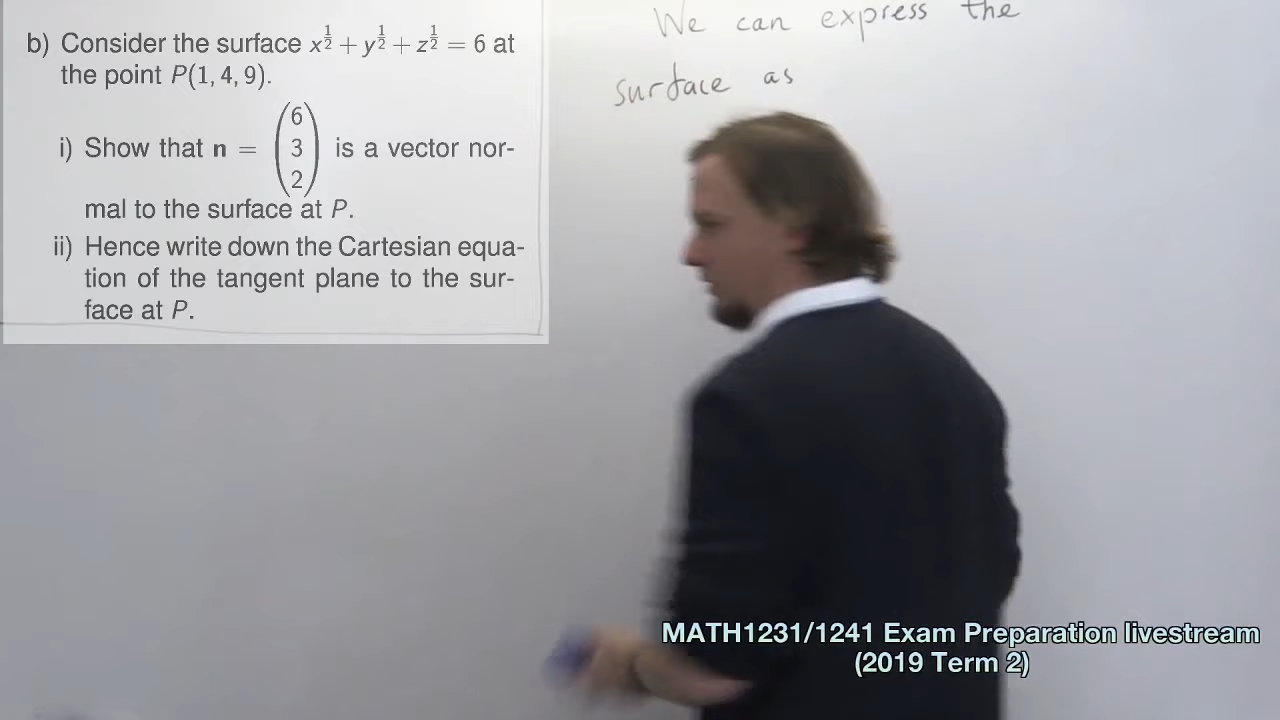 b) Consider the surface x^{1/2} + y^{1/2} + z^{1/2} = 6 at
the point P(1, 4, 9).
i) Show that n = (6 3 2) is a vector nor-
mal to the surface at P.
ii) Hence write down the Cartesian equa-
tion of the tangent plane to the sur-
face at P.
We can express the
surface as
MATH1231/1241 Exam Preparation livestream
(2019 Term 2)